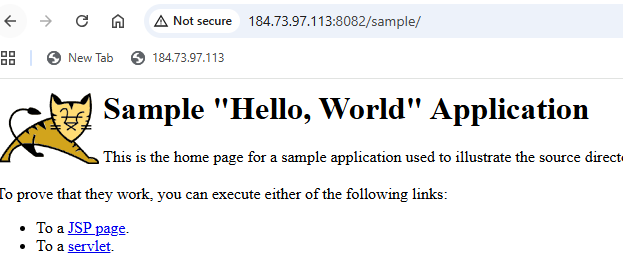 Not secure 184.73.97.113:8082/sample/
New Tab 184.73.97.113
Sample "Hello, World" Application
This is the home page for a sample application used to illustrate the source
To prove that they work, you can execute either of the following links:
To a JSP page.
To a servlet.